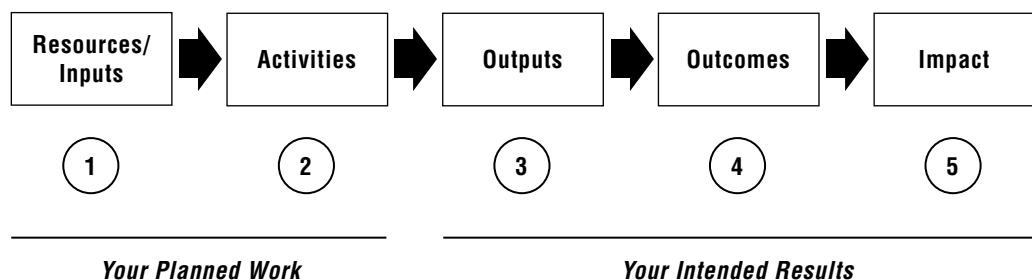 Resources/
Inputs
Activities
Outputs
Outcomes
Impact
1
2
3
4
5
Your Planned Work
Your Intended Results